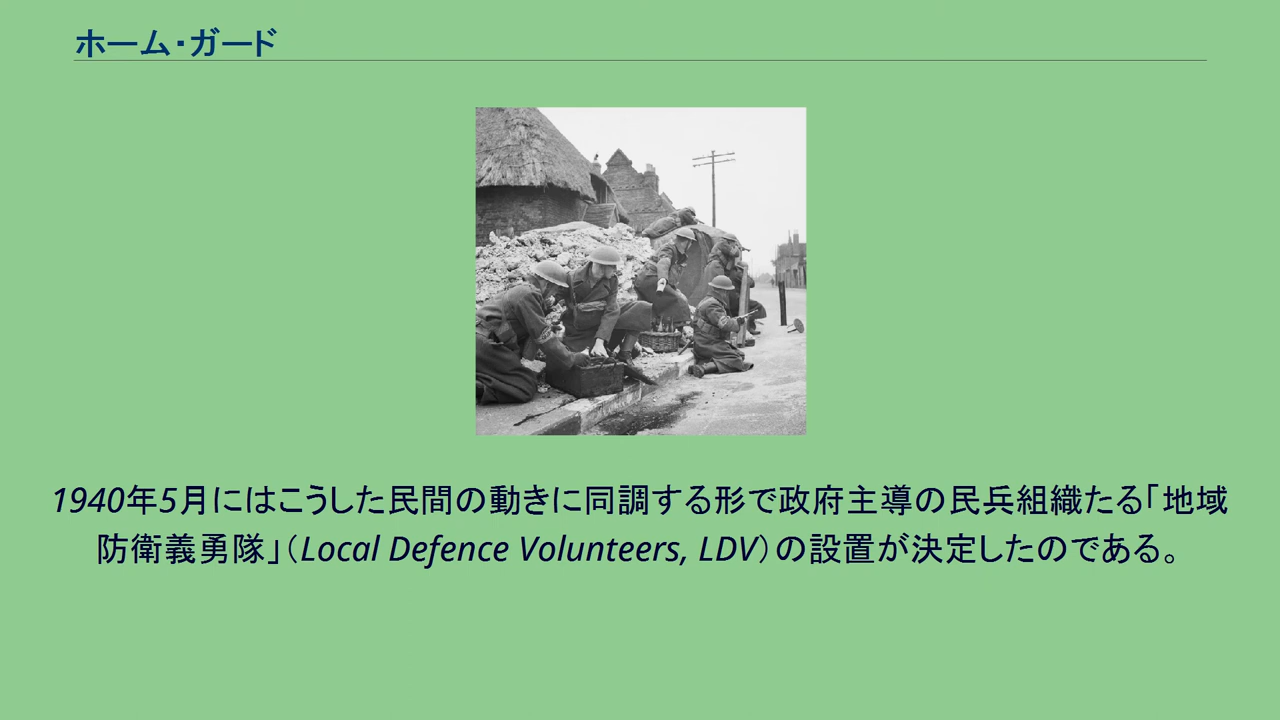 ホーム・ガード
1940年5月にはこうした民間の動きに同調する形で政府主導の民兵組織たる｢地域
防衛義勇隊｣（Local Defence Volunteers, LDV）の設置が決定したのである。